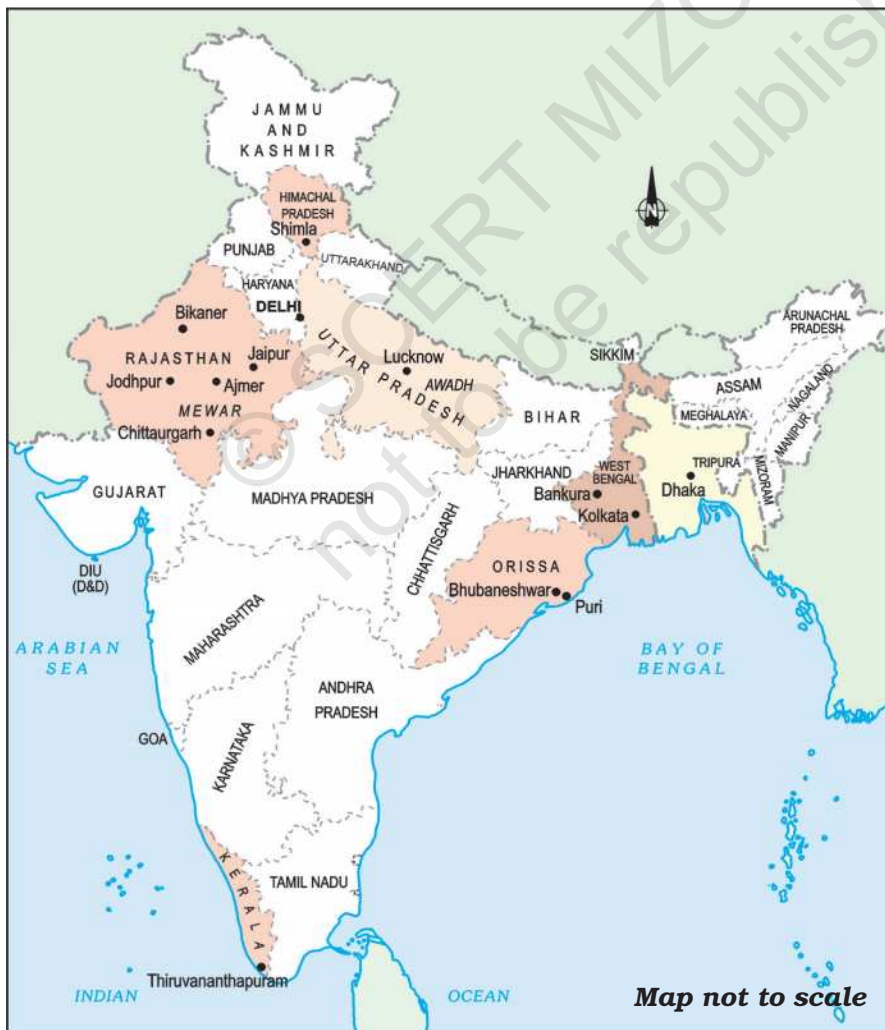 © SCERT MIZO
not to be republish
JAMMU
AND
KASHMIR
HIMACHAL
PRADESH
Shimla
PUNJAB
UTTARAKHAND
HARYANA
DELHI
N
Bikaner
RAJASTHAN
Jaipur
Jodhpur
Ajmer
MEWAR
Chittaurgarh
UTTAR PRADESH
Lucknow
AWADH
SIKKIM
ARUNACHAL
PRADESH
ASSAM
NAGALAND
MEGHALAYA
MANIPUR
BIHAR
TRIPURA
MIZORAM
JHARKHAND
WEST
BENGAL
Dhaka
Bankura
Kolkata
GUJARAT
MADHYA PRADESH
CHHATTISGARH
DIU
(D&D)
ORISSA
Bhubaneshwar
Puri
MAHARASHTRA
ARABIAN
SEA
BAY OF
BENGAL
ANDHRA
PRADESH
GOA
KARNATAKA
KERALA
TAMIL NADU
Thiruvananthapuram
INDIAN
OCEAN
Map not to scale